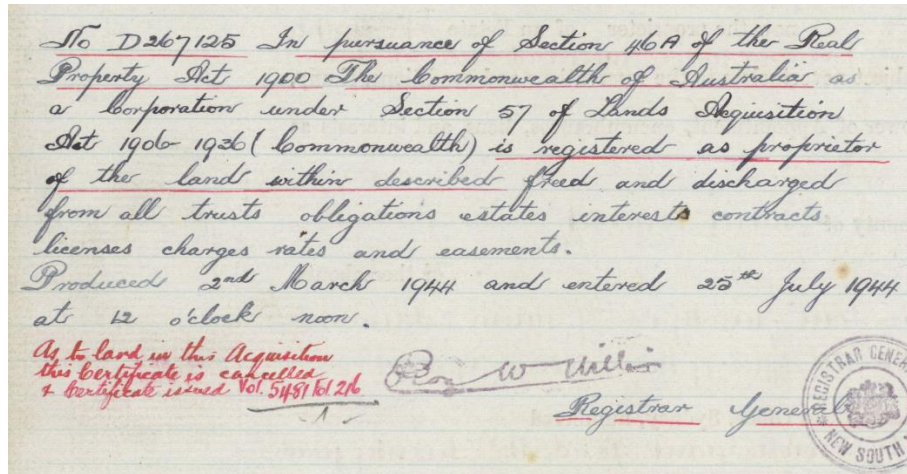 No D267125 In pursuance of Section 46A of the Real
Property Act 1900 The Commonwealth of Australia as
a Corporation under Section 57 of Lands Acquisition
Act 1906-1926 (Commonwealth) is registered as proprietor
of the land within described freed and discharged
from all trusts obligations estates interests contracts
licenses charges rates and easements.
Produced 2nd March 1944 and entered 25th July 1944
at 12 o'clock noon.
As to land in this Acquisition
this Certificate is cancelled
& Certificate issued Vol. 5481 Fol. 216
W Willis
Registrar General
REGISTRAR GENERAL
NEW SOUTH